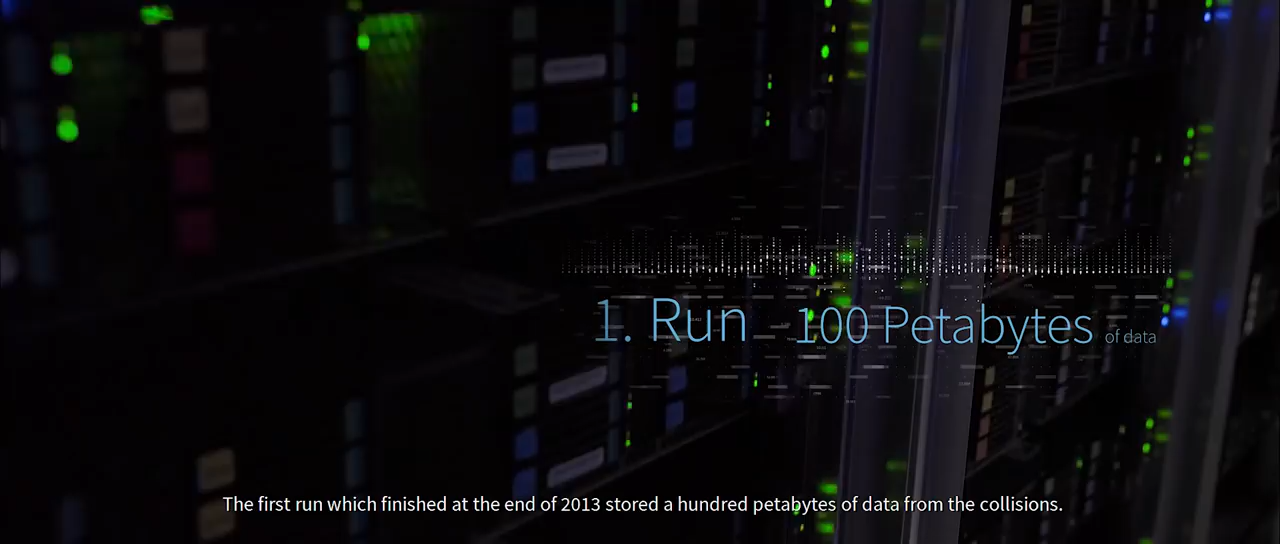 1. Run 100 Petabytes of data
The first run which finished at the end of 2013 stored a hundred petabytes of data from the collisions.